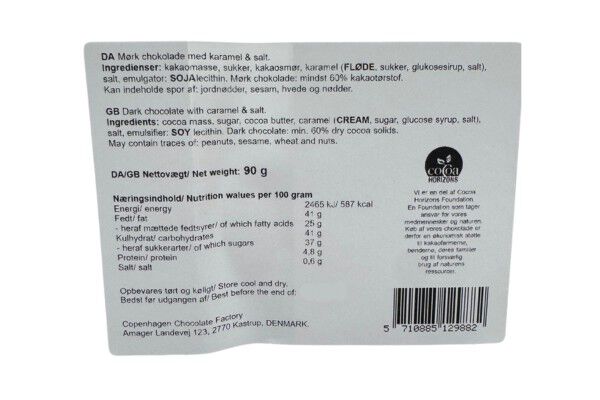 DA Mørk chokolade med karamel & salt.
Ingredienser: kakaomasse, sukker, kakaosmør, karamel (FLØDE, sukker, glukosesirup, salt),
salt, emulgator: SOJAlecithin. Mørk chokolade: mindst 60% kakaotørstof.
Kan indeholde spor af: jordnødder, sesam, hvede og nødder.
GB Dark chocolate with caramel & salt.
Ingredients: cocoa mass, sugar, cocoa butter, caramel (CREAM, sugar, glucose syrup, salt),
salt, emulsifier: SOY lecithin. Dark chocolate: min. 60% dry cocoa solids.
May contain traces of: peanuts, sesame, wheat and nuts.
DA/GB Nettovægt/ Net weight: 90 g
Næringsindhold/ Nutrition walues per 100 gram
Energi/ energy 2465 kJ/ 587 kcal
Fedt/ fat 41 g
- heraf mættede fedtsyrer/ of which fatty acids 25 g
Kulhydrat/ carbohydrates 41 g
- heraf sukkerarter/ of which sugars 37 g
Protein/ protein 4,8 g
Salt/ salt 0,6 g
Opbevares tørt og køligt/ Store cool and dry.
Bedst før udgangen af/ Best before the end of:
Copenhagen Chocolate Factory
Amager Landevej 123, 2770 Kastrup, DENMARK.
cocoa
HORIZONS
Vi er en del af Cocoa
Horizons Foundation.
En Foundation som tager
ansvar for vores
medmennesker og naturen.
Køb af vores chokolade er
derfor en økonomisk støtte
til kakaofarmerne,
bønderne, deres familier
og til forsvarlig
brug af naturens
ressourcer.
5 710885 129882